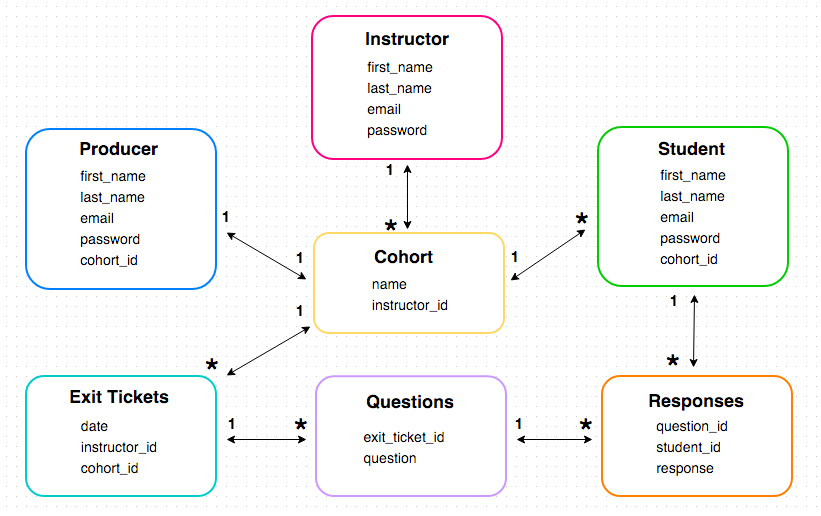 Instructor
first_name
last_name
email
password
1
*
Producer
first_name
last_name
email
password
cohort_id
1
1
Student
first_name
last_name
email
password
cohort_id
*
1
Cohort
name
instructor_id
1
*
1
*
Exit Tickets
date
instructor_id
cohort_id
1
*
Questions
exit_ticket_id
question
1
*
Responses
question_id
student_id
response